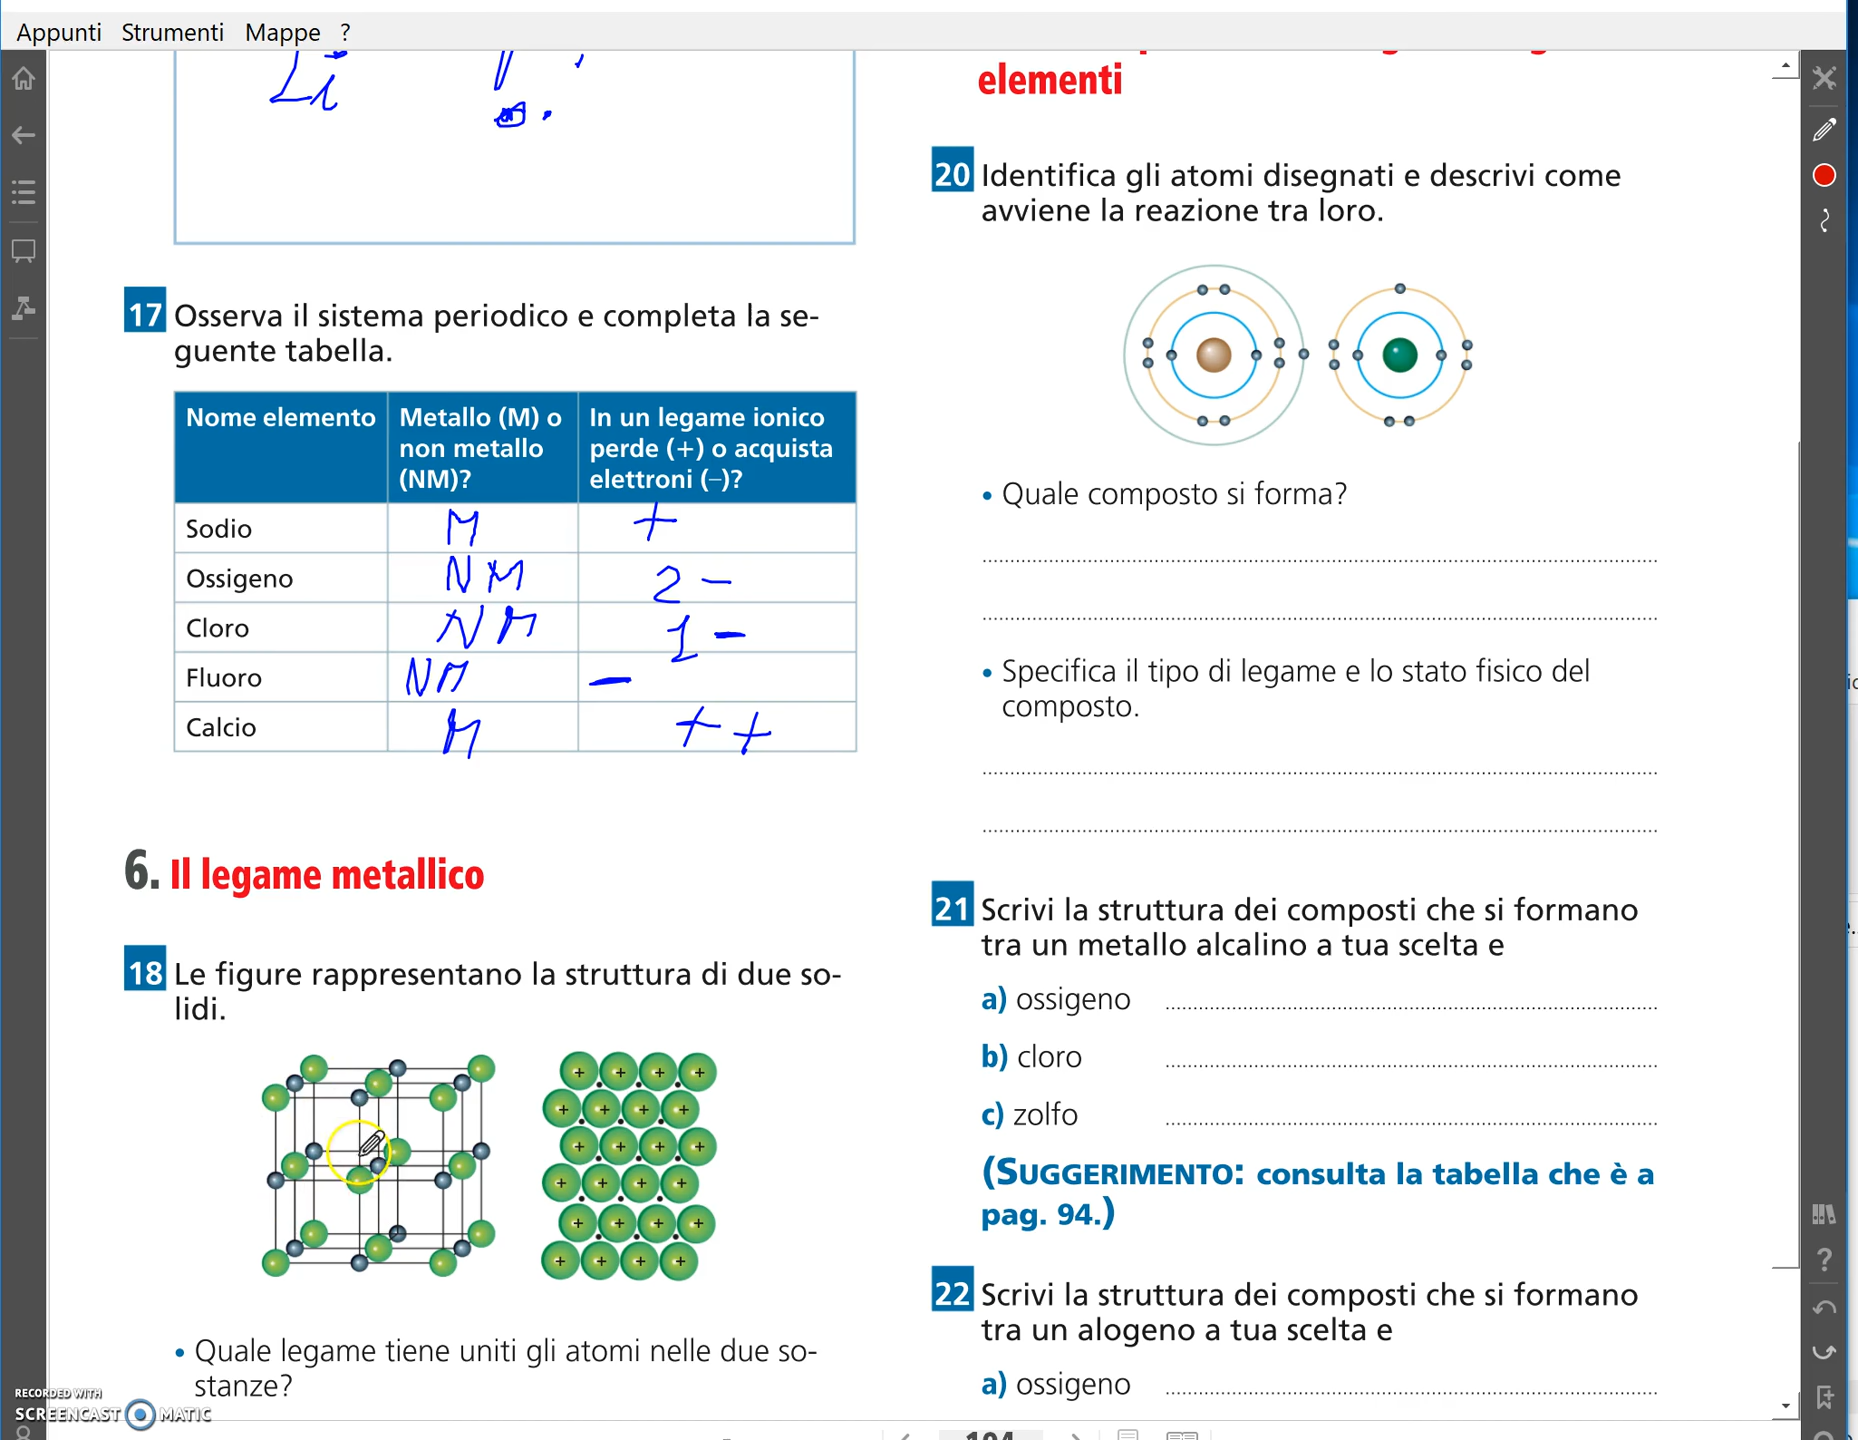 Appunti Strumenti Mappe ?
Li
elementi
17 Osserva il sistema periodico e completa la se-
guente tabella.
Nome elemento
Metallo (M) o
non metallo
(NM)?
In un legame ionico
perde (+) o acquista
elettroni (–)?
Sodio M +
Ossigeno NM 2 –
Cloro NM 1 –
Fluoro NM –
Calcio M + +
6. Il legame metallico
18 Le figure rappresentano la struttura di due so-
lidi.
+ + + +
+ + + +
+ + + +
+ + + +
+ + + +
+ + + +
• Quale legame tiene uniti gli atomi nelle due so-
stanze?
20 Identifica gli atomi disegnati e descrivi come
avviene la reazione tra loro.
• Quale composto si forma?
• Specifica il tipo di legame e lo stato fisico del
composto.
21 Scrivi la struttura dei composti che si formano
tra un metallo alcalino a tua scelta e
a) ossigeno
b) cloro
c) zolfo
(SUGGERIMENTO: consulta la tabella che è a
pag. 94.)
22 Scrivi la struttura dei composti che si formano
tra un alogeno a tua scelta e
a) ossigeno
RECORDED WITH
SCREENCAST MATIC